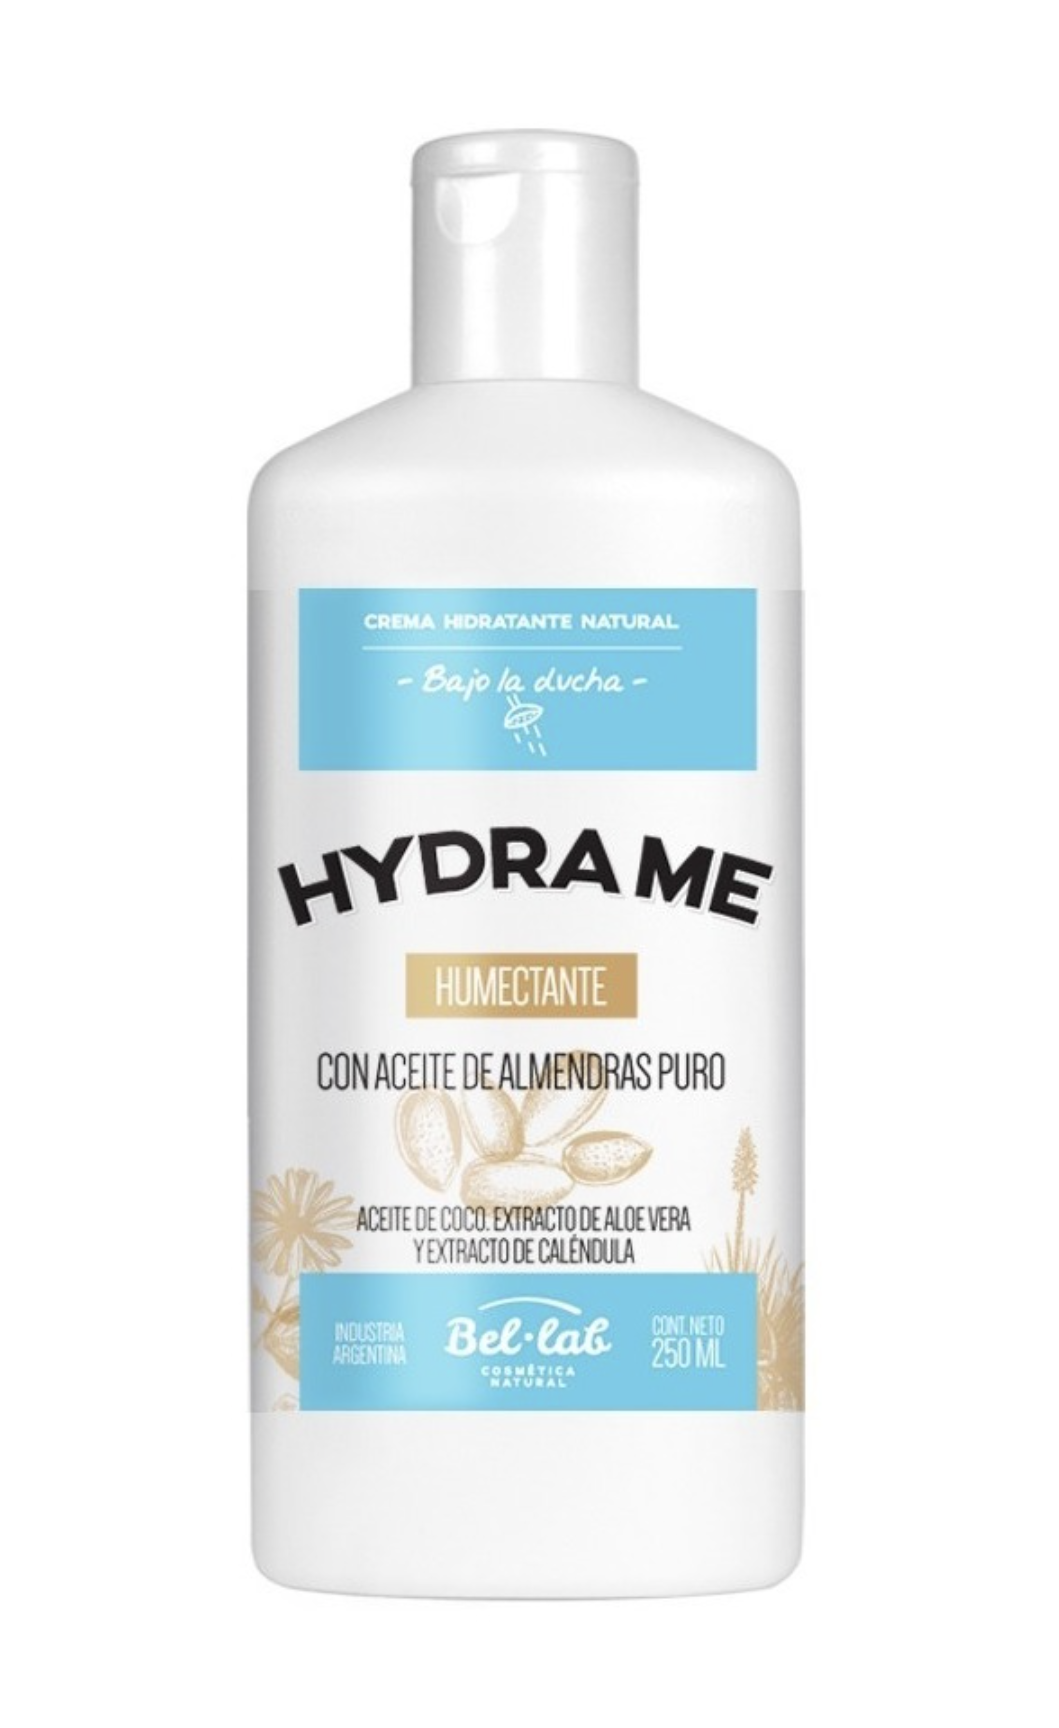 CREMA HIDRATANTE NATURAL
- Bajo la ducha -
HYDRA ME
HUMECTANTE
CON ACEITE DE ALMENDRAS PURO
ACEITE DE COCO. EXTRACTO DE ALOE VERA
Y EXTRACTO DE CALÉNDULA
INDUSTRIA
ARGENTINA
Bel·lab
COSMÉTICA
NATURAL
CONT. NETO
250 ML